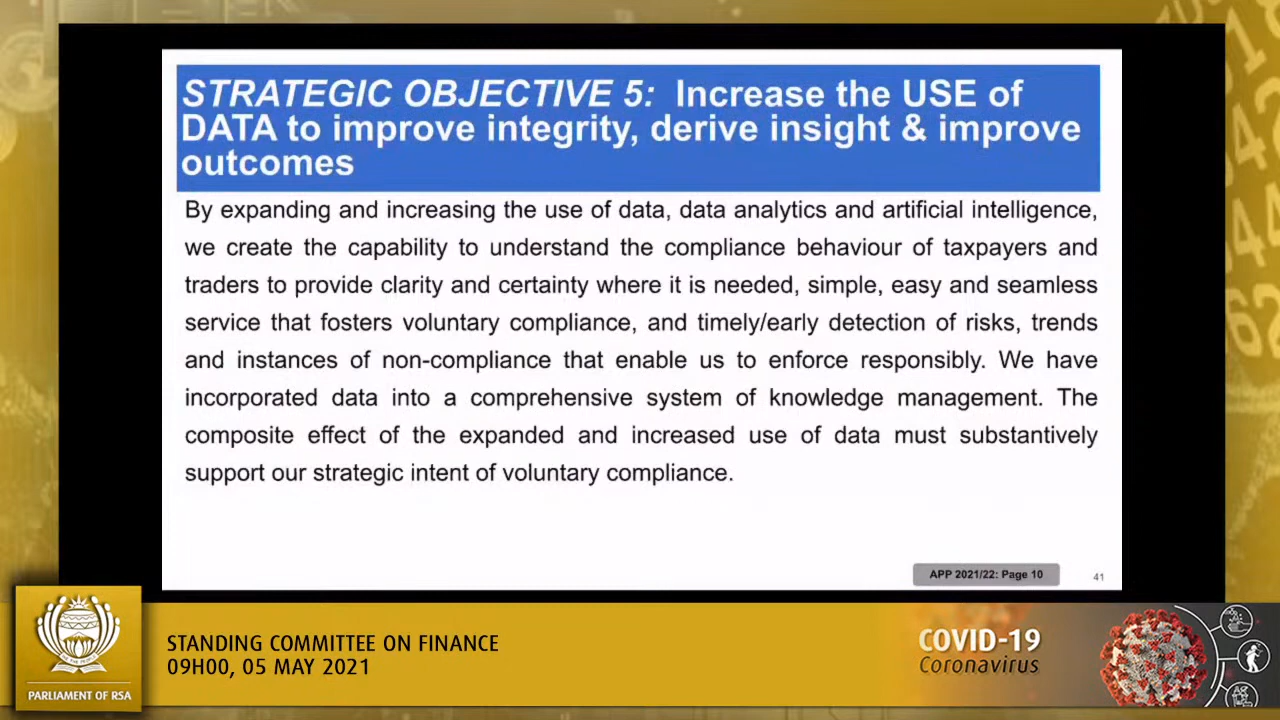 STRATEGIC OBJECTIVE 5: Increase the USE of
DATA to improve integrity, derive insight & improve
outcomes
By expanding and increasing the use of data, data analytics and artificial intelligence,
we create the capability to understand the compliance behaviour of taxpayers and
traders to provide clarity and certainty where it is needed, simple, easy and seamless
service that fosters voluntary compliance, and timely/early detection of risks, trends
and instances of non-compliance that enable us to enforce responsibly. We have
incorporated data into a comprehensive system of knowledge management. The
composite effect of the expanded and increased use of data must substantively
support our strategic intent of voluntary compliance.
APP 2021/22: Page 10
41
STANDING COMMITTEE ON FINANCE
09H00, 05 MAY 2021
PARLIAMENT OF RSA
COVID-19
Coronavirus